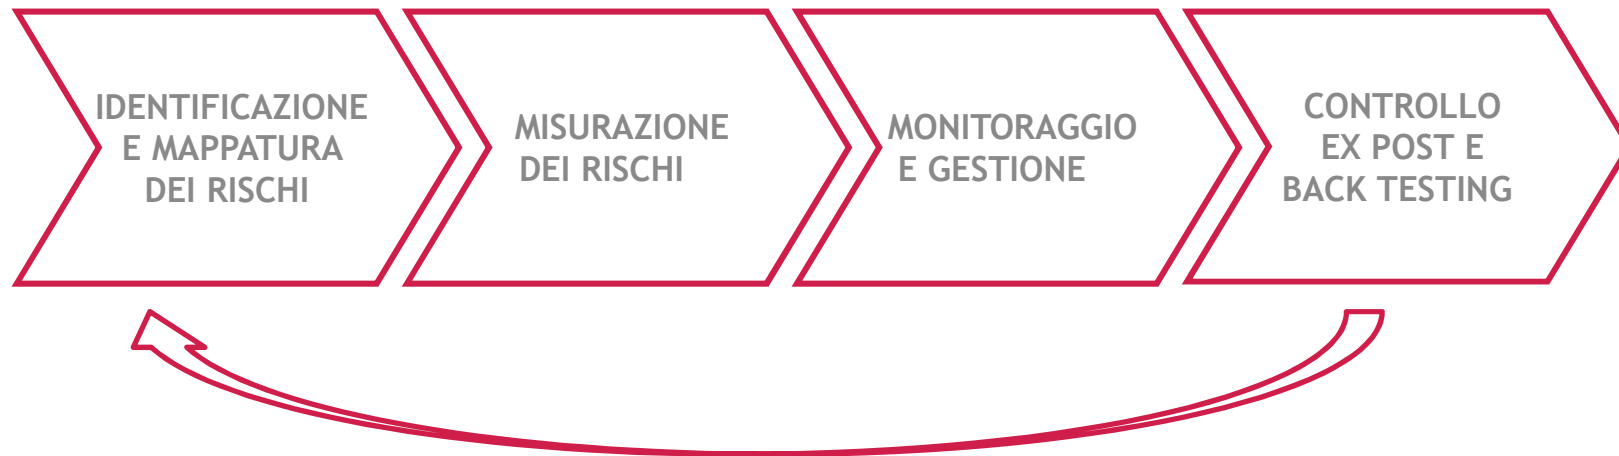 IDENTIFICAZIONE
E MAPPATURA
DEI RISCHI
MISURAZIONE
DEI RISCHI
MONITORAGGIO
E GESTIONE
CONTROLLO
EX POST E
BACK TESTING